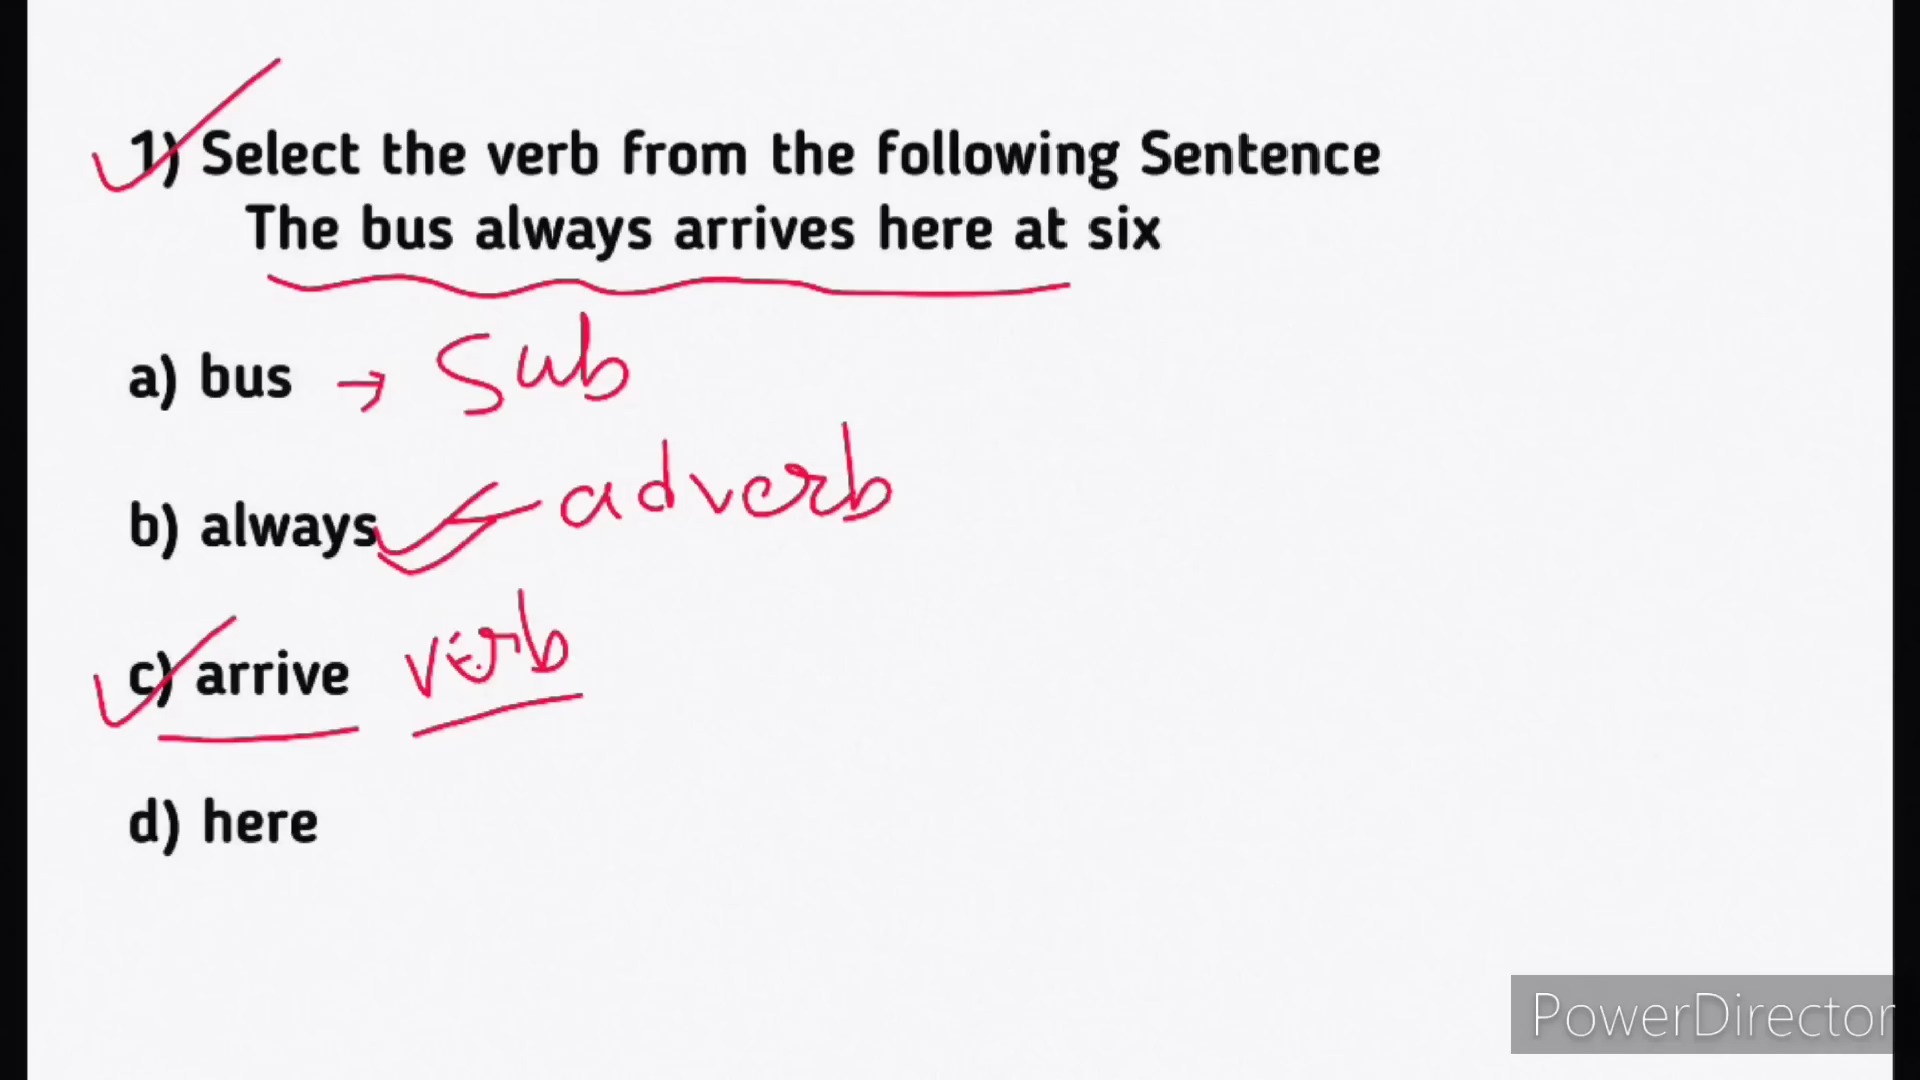 1) Select the verb from the following Sentence
The bus always arrives here at six
a) bus → Sub
b) always adverb
c) arrive verb
d) here
PowerDirector